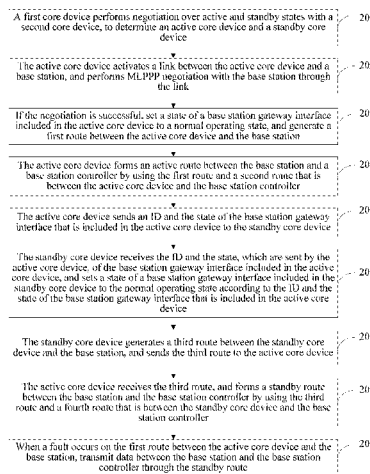 A first core device performs negotiation over active and standby states with a
second core device, to determine an active core device and a standby core
device
20
The active core device activates a link between the active core device and a
base station, and performs MLPPP negotiation with the base station through
the link
20
If the negotiation is successful, set a state of a base station gateway interface
included in the active core device to a normal operating state, and generate a
first route between the active core device and the base station
20
The active core device forms an active route between the base station and a
base station controller by using the first route and a second route that is
between the active core device and the base station controller
20
The active core device sends an ID and the state of the base station gateway
interface that is included in the active core device to the standby core device
20
The standby core device receives the ID and the state, which are sent by the
active core device, of the base station gateway interface included in the active
core device, and sets a state of a base station gateway interface included in the
standby core device to the normal operating state according to the ID and the
state of the base station gateway interface that is included in the active core
device
20
The standby core device generates a third route between the standby core
device and the base station, and sends the third route to the active core device
20
The active core device receives the third route, and forms a standby route
between the base station and the base station controller by using the third
route and a fourth route that is between the standby core device and the base
station controller
20
When a fault occurs on the first route between the active core device and the
base station, transmit data between the base station and the base station
controller through the standby route
20